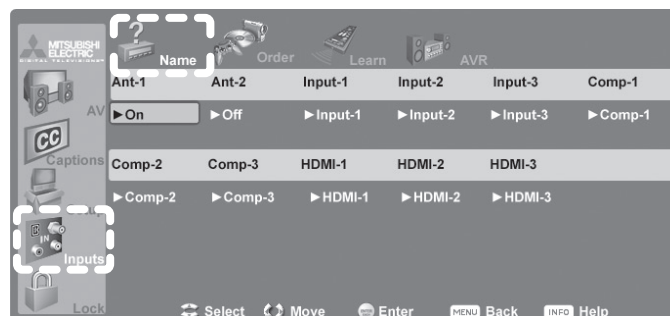 MITSUBISHI
ELECTRIC
DIGITAL TELEVISIONS
Name
Order
Learn
AVR
AV
Captions
Inputs
Lock
Ant-1 Ant-2 Input-1 Input-2 Input-3 Comp-1
►On ►Off ►Input-1 ►Input-2 ►Input-3 ►Comp-1
Comp-2 Comp-3 HDMI-1 HDMI-2 HDMI-3
►Comp-2 ►Comp-3 ►HDMI-1 ►HDMI-2 ►HDMI-3
CC
IN
Select Move Enter MENU Back INFO Help